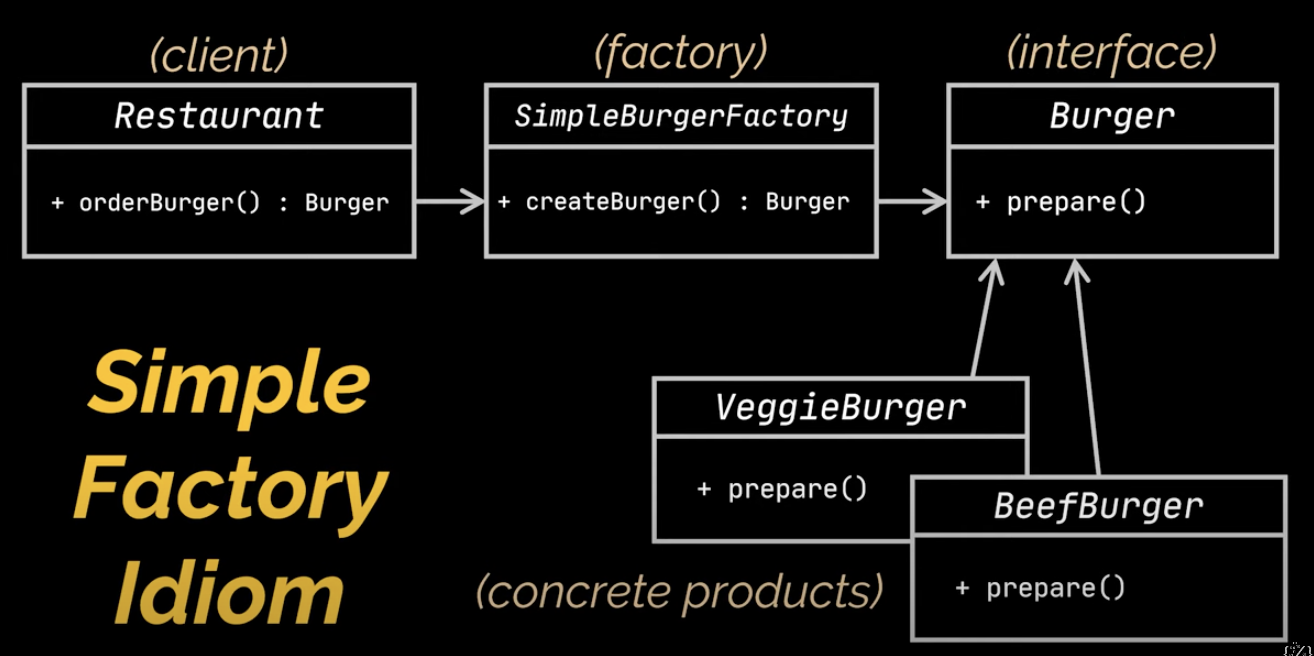 (client)
Restaurant
+ orderBurger() : Burger
(factory)
SimpleBurgerFactory
+ createBurger() : Burger
(interface)
Burger
+ prepare()
Simple
Factory
Idiom
VeggieBurger
+ prepare()
BeefBurger
+ prepare()
(concrete products)